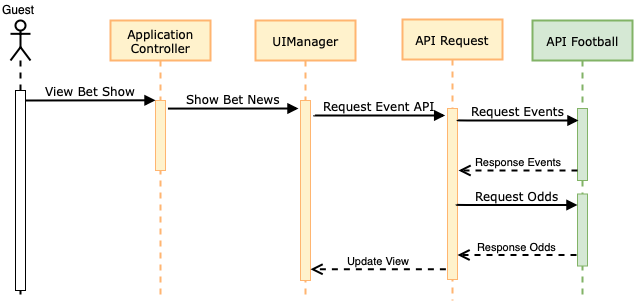 Guest
Application
Controller
UIManager
API Request
API Football
View Bet Show
Show Bet News
Request Event API
Request Events
Response Events
Request Odds
Response Odds
Update View